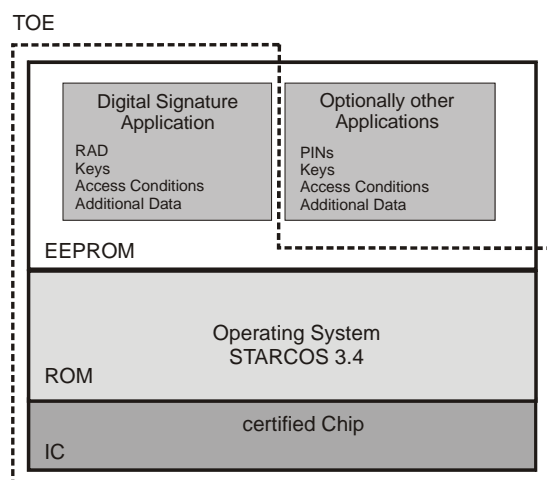 TOE
Digital Signature
Application
RAD
Keys
Access Conditions
Additional Data
Optionally other
Applications
PINs
Keys
Access Conditions
Additional Data
EEPROM
Operating System
STARCOS 3.4
ROM
certified Chip
IC